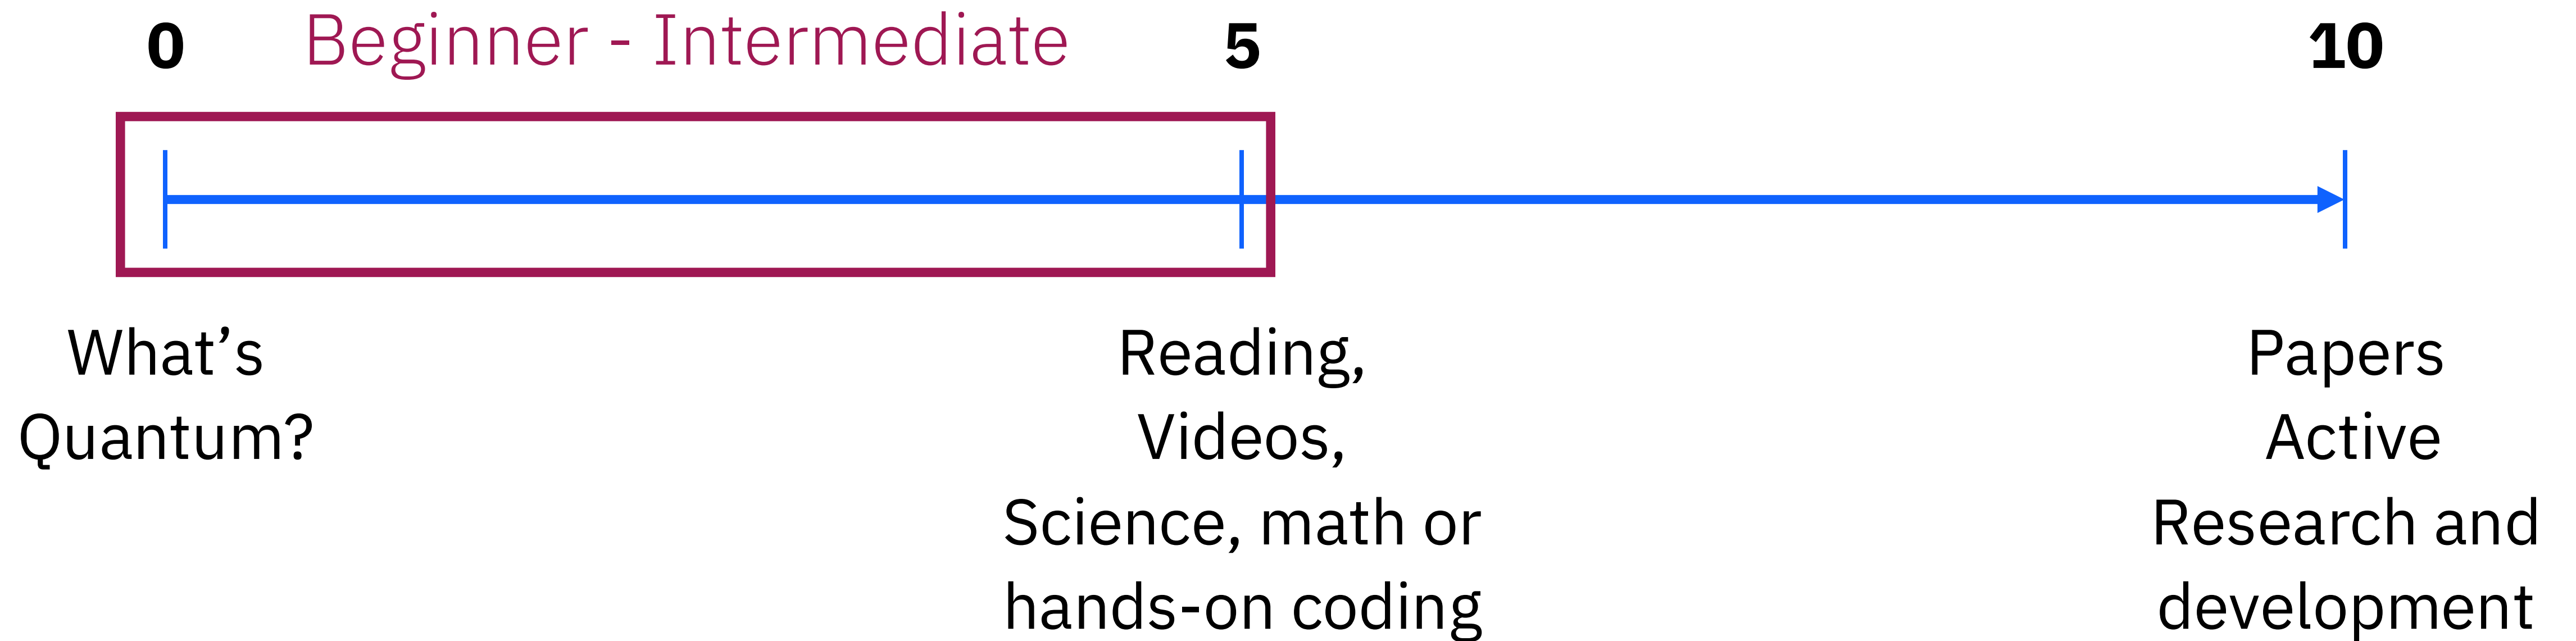 0 Beginner - Intermediate 5 10
What’s
Quantum?
Reading,
Videos,
Science, math or
hands-on coding
Papers
Active
Research and
development